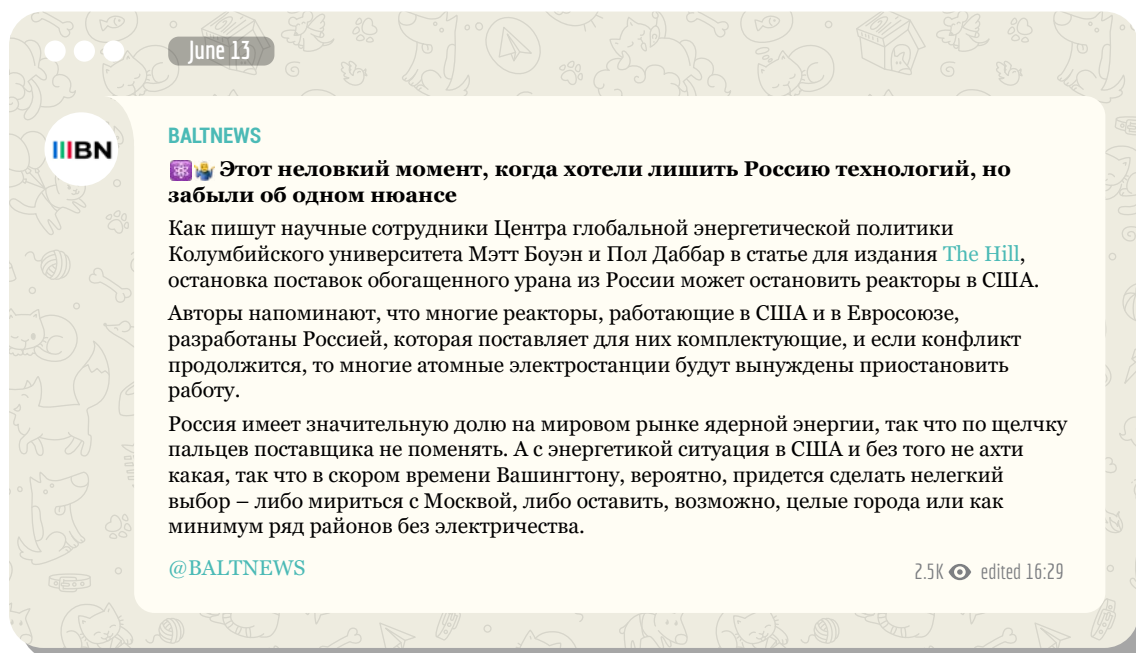 June 13
BN
BALTNEWS
⚛️🤷‍♂️ Этот неловкий момент, когда хотели лишить Россию технологий, но
забыли об одном нюансе
Как пишут научные сотрудники Центра глобальной энергетической политики
Колумбийского университета Мэтт Боуэн и Пол Даббар в статье для издания The Hill,
остановка поставок обогащенного урана из России может остановить реакторы в США.
Авторы напоминают, что многие реакторы, работающие в США и в Евросоюзе,
разработаны Россией, которая поставляет для них комплектующие, и если конфликт
продолжится, то многие атомные электростанции будут вынуждены приостановить
работу.
Россия имеет значительную долю на мировом рынке ядерной энергии, так что по щелчку
пальцев поставщика не поменять. А с энергетикой ситуация в США и без того не ахти
какая, так что в скором времени Вашингтону, вероятно, придется сделать нелегкий
выбор – либо мириться с Москвой, либо оставить, возможно, целые города или как
минимум ряд районов без электричества.
@BALTNEWS
2.5K edited 16:29